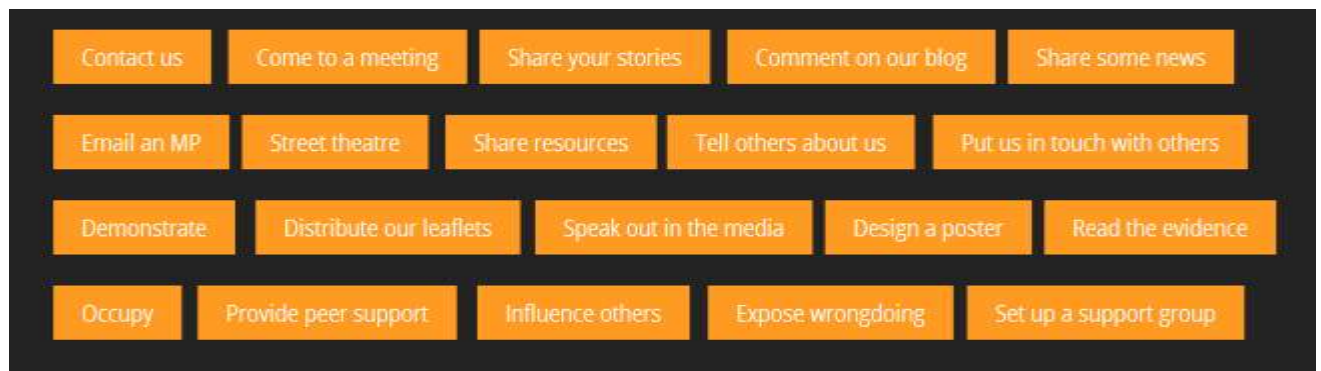 Contact us Come to a meeting Share your stories Comment on our blog Share some news
Email an MP Street theatre Share resources Tell others about us Put us in touch with others
Demonstrate Distribute our leaflets Speak out in the media Design a poster Read the evidence
Occupy Provide peer support Influence others Expose wrongdoing Set up a support group